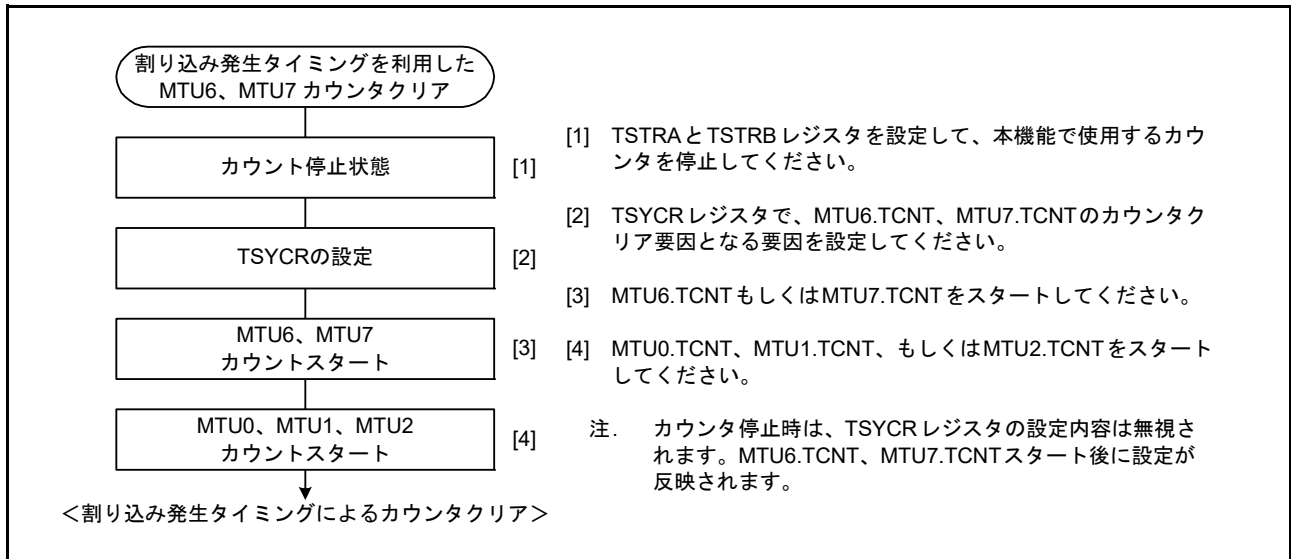 割り込み発生タイミングを利用した
MTU6、MTU7 カウンタクリア
カウント停止状態
[1]
TSYCRの設定
[2]
MTU6、MTU7
カウントスタート
[3]
MTU0、MTU1、MTU2
カウントスタート
[4]
＜割り込み発生タイミングによるカウンタクリア＞
[1] TSTRAとTSTRBレジスタを設定して、本機能で使用するカウ
ンタを停止してください。
[2] TSYCRレジスタで、MTU6.TCNT、MTU7.TCNTのカウンタク
リア要因となる要因を設定してください。
[3] MTU6.TCNTもしくはMTU7.TCNTをスタートしてください。
[4] MTU0.TCNT、MTU1.TCNT、もしくはMTU2.TCNTをスタート
してください。
注. カウンタ停止時は、TSYCRレジスタの設定内容は無視さ
れます。MTU6.TCNT、MTU7.TCNTスタート後に設定が
反映されます。